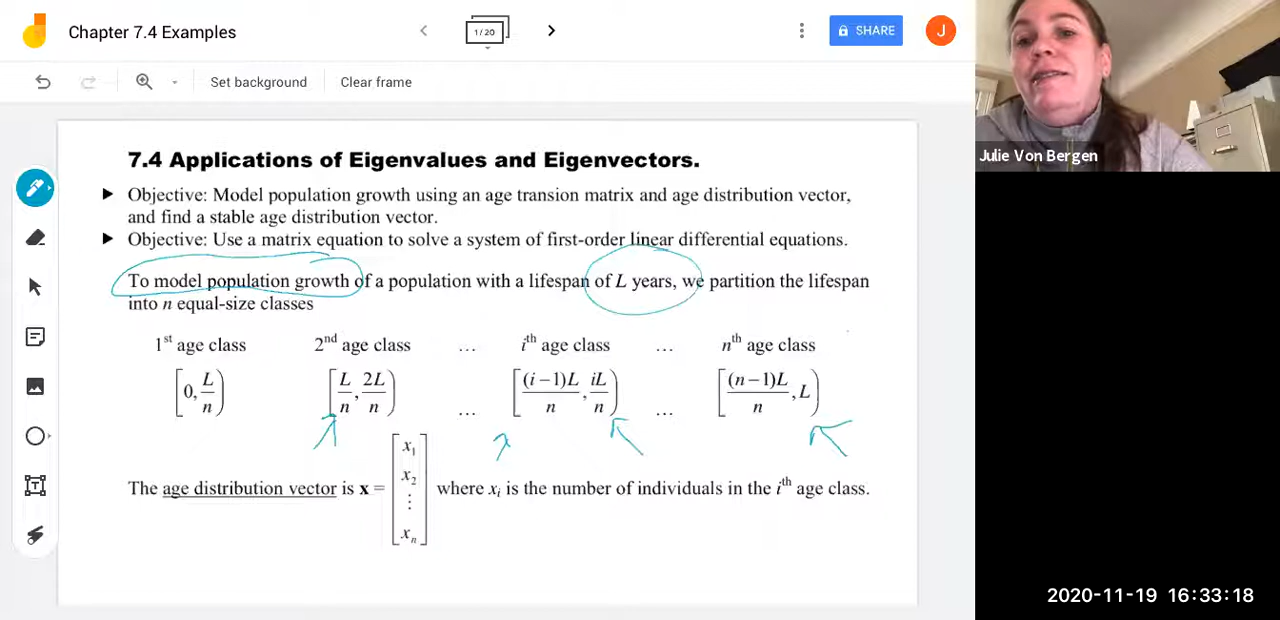 Chapter 7.4 Examples
1/20
SHARE
J
Set background
Clear frame
Julie Von Bergen
7.4 Applications of Eigenvalues and Eigenvectors.
► Objective: Model population growth using an age transion matrix and age distribution vector,
and find a stable age distribution vector.
► Objective: Use a matrix equation to solve a system of first-order linear differential equations.
To model population growth of a population with a lifespan of L years, we partition the lifespan
into n equal-size classes
1st age class 2nd age class ... ith age class ... nth age class
[0, L/n) [L/n, 2L/n) ... [(i−1)L/n, iL/n) ... [(n−1)L/n, L)
The age distribution vector is x = [x1 x2 ⋮ xn] where xi is the number of individuals in the ith age class.
2020-11-19 16:33:18